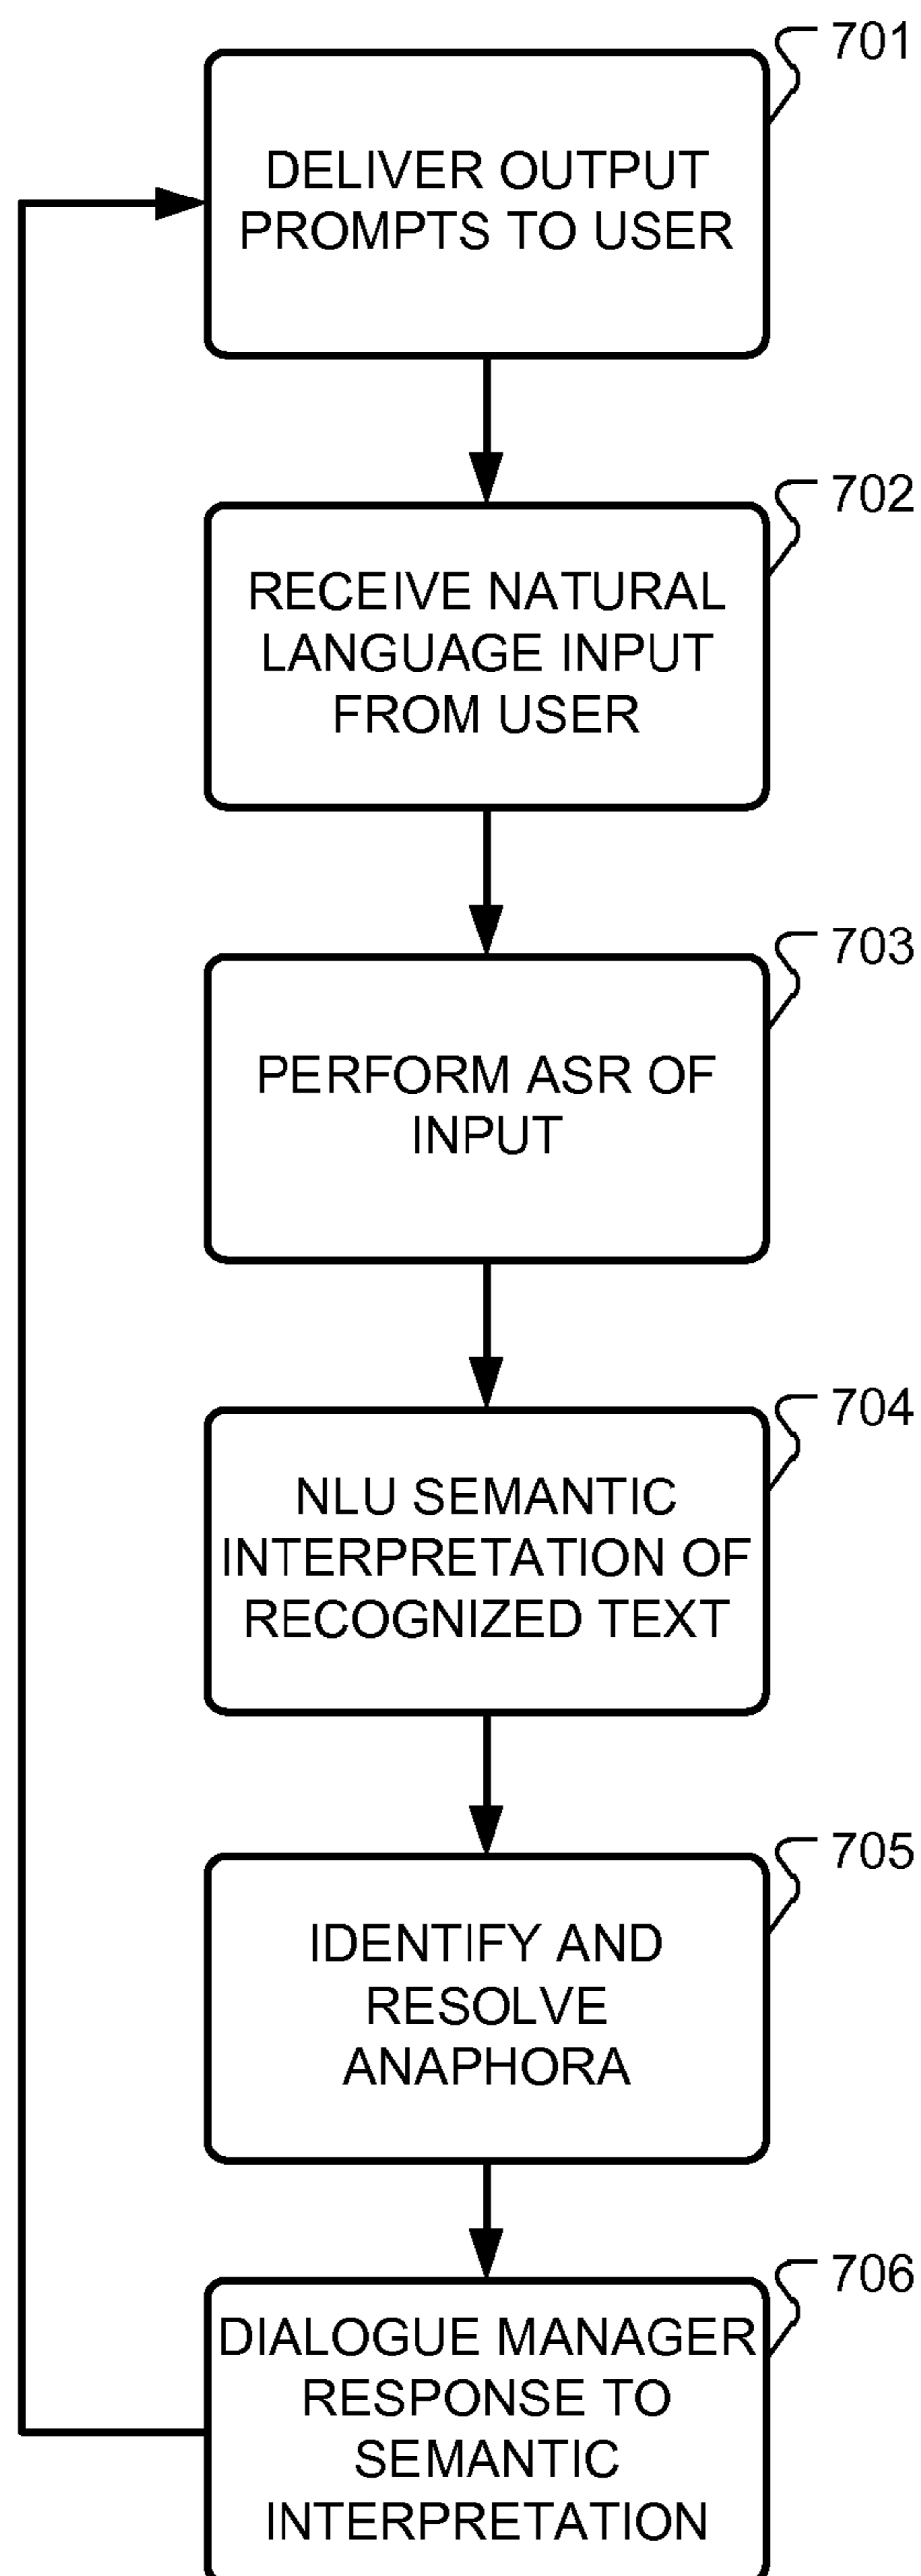 701
DELIVER OUTPUT
PROMPTS TO USER
702
RECEIVE NATURAL
LANGUAGE INPUT
FROM USER
703
PERFORM ASR OF
INPUT
704
NLU SEMANTIC
INTERPRETATION OF
RECOGNIZED TEXT
705
IDENTIFY AND
RESOLVE
ANAPHORA
706
DIALOGUE MANAGER
RESPONSE TO
SEMANTIC
INTERPRETATION